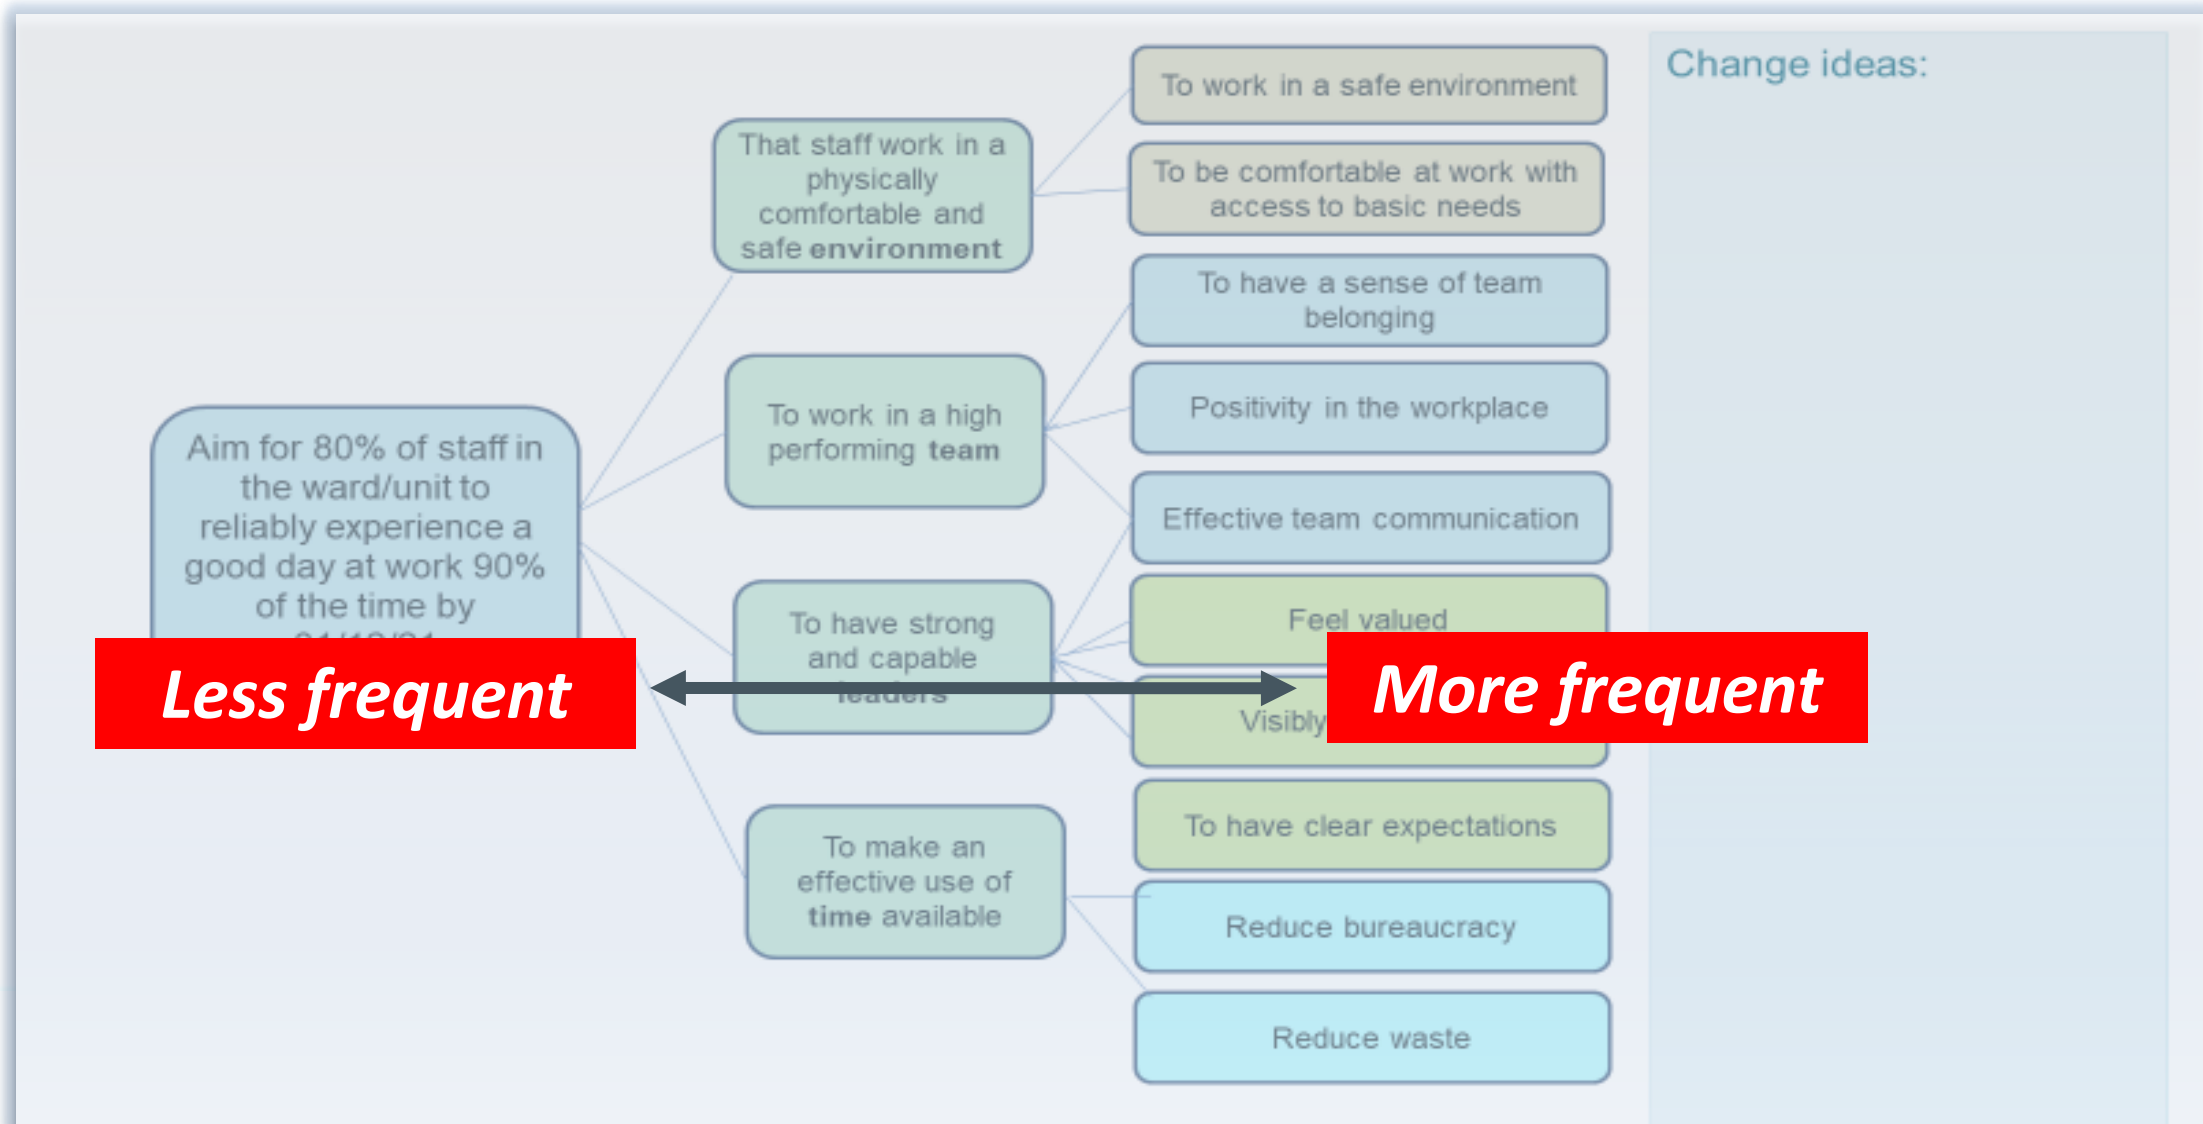 Change ideas:
To work in a safe environment
To be comfortable at work with
access to basic needs
That staff work in a
physically
comfortable and
safe environment
To have a sense of team
belonging
Positivity in the workplace
To work in a high
performing team
Effective team communication
Aim for 80% of staff in
the ward/unit to
reliably experience a
good day at work 90%
of the time by
Feel valued
To have strong
and capable
leaders
Visibly
Less frequent
More frequent
To have clear expectations
To make an
effective use of
time available
Reduce bureaucracy
Reduce waste